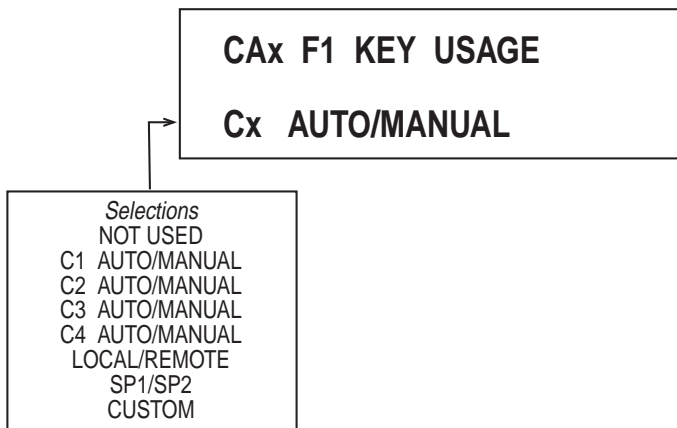 CAx F1 KEY USAGE
Cx AUTO/MANUAL
Selections
NOT USED
C1 AUTO/MANUAL
C2 AUTO/MANUAL
C3 AUTO/MANUAL
C4 AUTO/MANUAL
LOCAL/REMOTE
SP1/SP2
CUSTOM